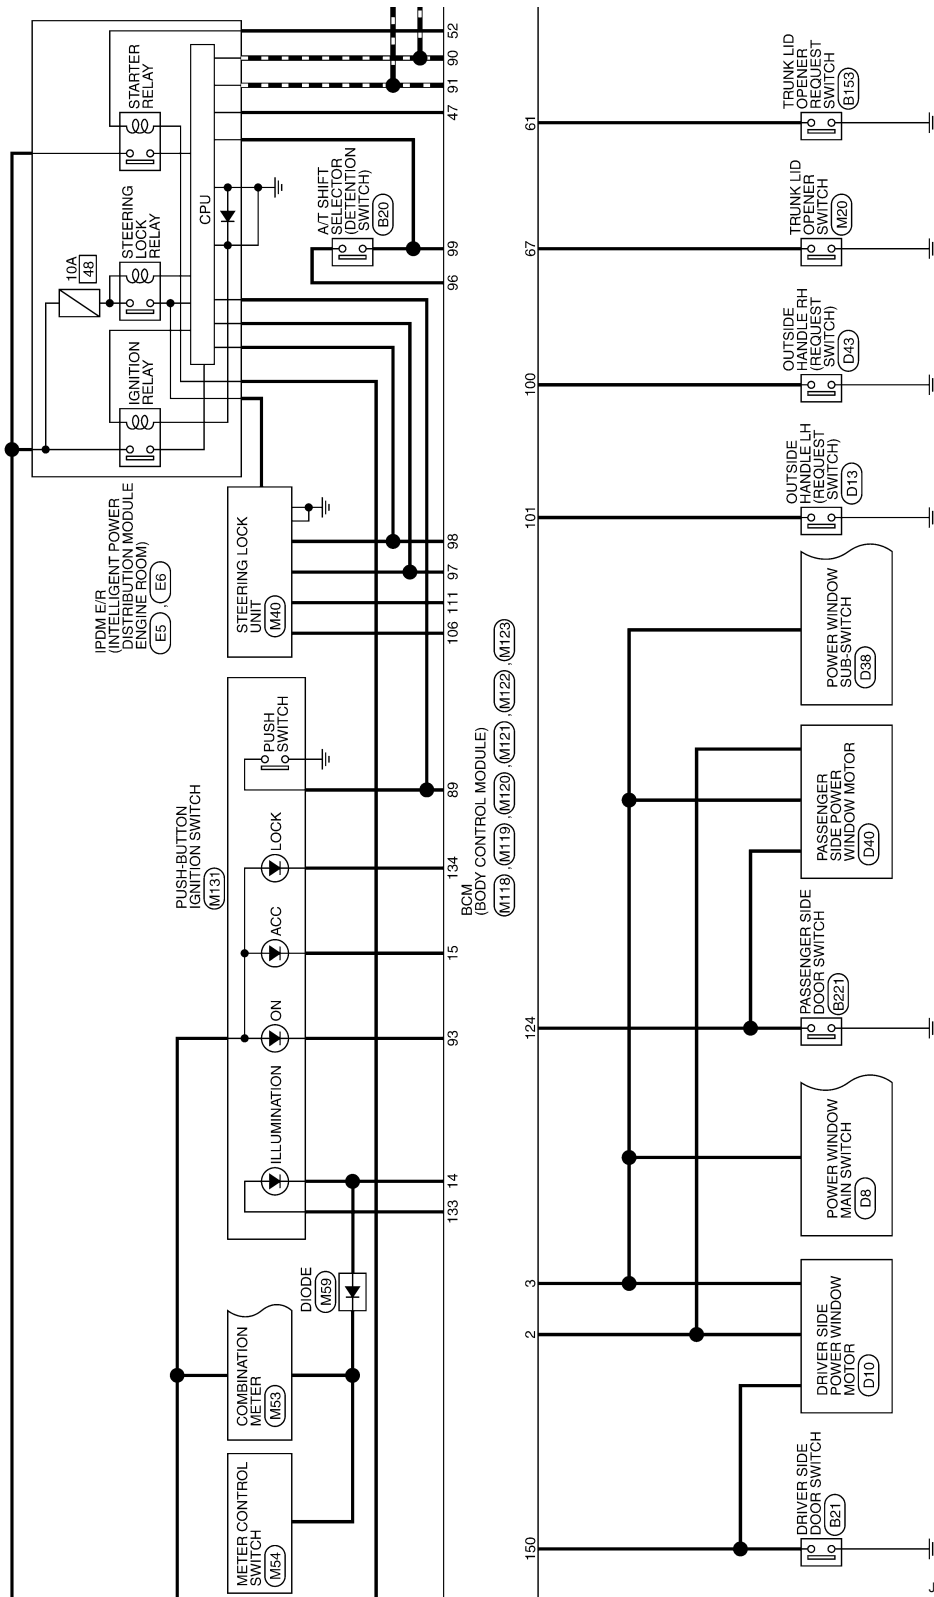 STARTER
RELAY
52
90
91
47
CPU
STEERING
LOCK
RELAY
10A
48
A/T SHIFT
SELECTOR
(DETENTION
SWITCH)
B20
99
96
IGNITION
RELAY
IPDM E/R
(INTELLIGENT POWER
DISTRIBUTION MODULE
ENGINE ROOM)
E5 , E6
STEERING LOCK
UNIT
M40
98
97
111
106
PUSH-BUTTON
IGNITION SWITCH
M131
PUSH
SWITCH
LOCK
ACC
ON
ILLUMINATION
89
134
15
93
14
133
DIODE
M59
COMBINATION
METER
M53
METER CONTROL
SWITCH
M54
BCM
(BODY CONTROL MODULE)
M118 , M119 , M120 , M121 , M122 , M123
61
TRUNK LID
OPENER
REQUEST
SWITCH
B153
67
TRUNK LID
OPENER
SWITCH
M20
100
OUTSIDE
HANDLE RH
(REQUEST
SWITCH)
D43
101
OUTSIDE
HANDLE LH
(REQUEST
SWITCH)
D13
POWER WINDOW
SUB-SWITCH
D38
PASSENGER
SIDE POWER
WINDOW MOTOR
D40
124
PASSENGER SIDE
DOOR SWITCH
B221
POWER WINDOW
MAIN SWITCH
D8
3
2
DRIVER SIDE
POWER WINDOW
MOTOR
D10
150
DRIVER SIDE
DOOR SWITCH
B21
J